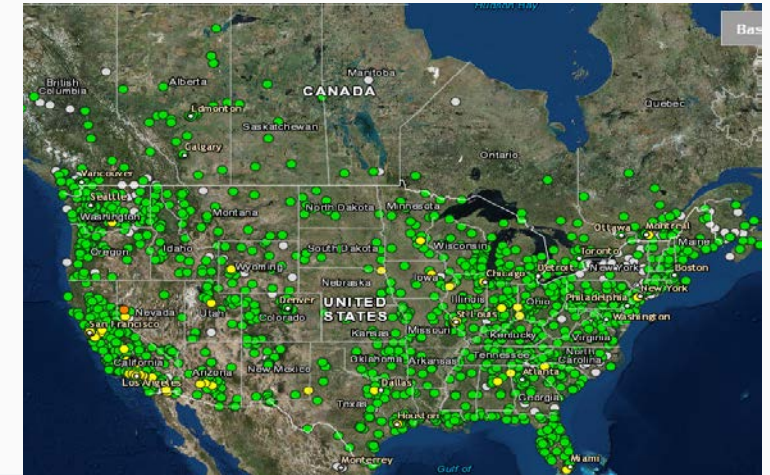 Hudson Bay
Bas
Manitoba
British
Columbia
Alberta
CANADA
Edmonton
Quebec
Saskatchewan
Calgary
Ontario
Vancouver
Seattle
Washington
Montana
North Dakota
Minnesota
Ottawa
Montreal
Maine
Oregon
Idaho
South Dakota
Wisconsin
Toronto
Wyoming
Detroit
New York
Boston
Iowa
Chicago
Nebraska
Nevada
Utah
Denver
UNITED
STATES
Illinois
Ohio
Philadelphia
New York
San Francisco
Colorado
St Louis
Washington
Kansas
Missouri
Kentucky
Virginia
California
Oklahoma
Arkansas
Tennessee
North
Carolina
Los Angeles
Arizona
New Mexico
Dallas
Atlanta
Texas
Georgia
Houston
Monterrey
Miami
Gulf of